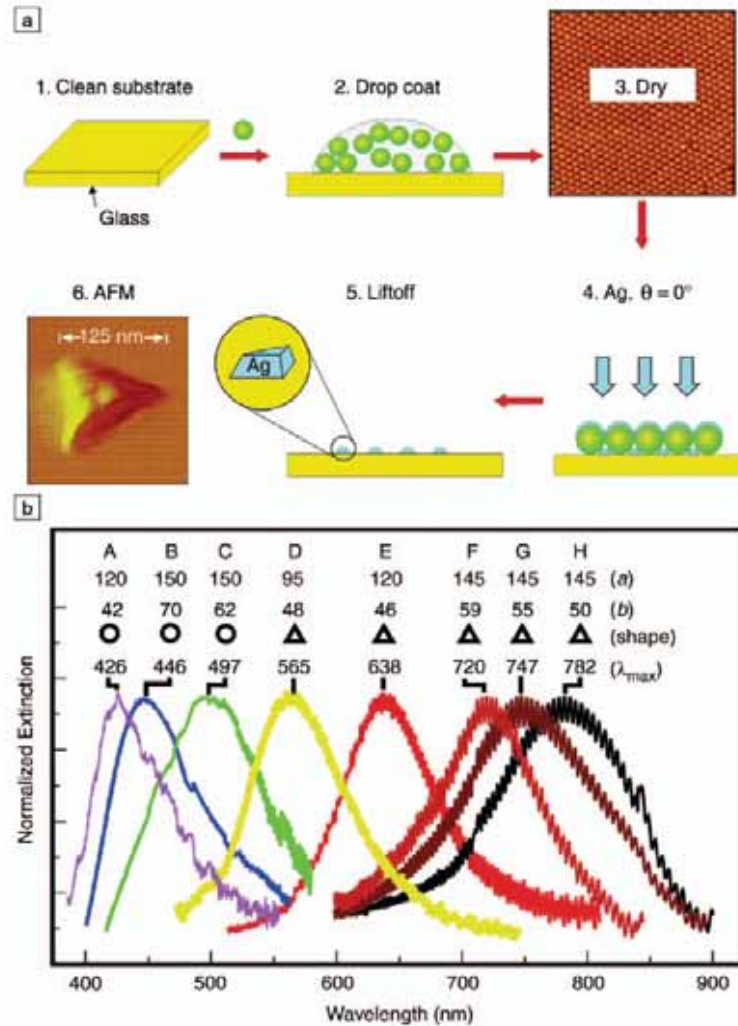 a
1. Clean substrate
2. Drop coat
3. Dry
Glass
6. AFM
5. Liftoff
4. Ag, θ = 0°
125 nm
Ag
b
A B C D E F G H
120 150 150 95 120 145 145 145 (a)
42 70 62 48 46 59 55 50 (b)
(shape)
426 446 497 565 638 720 747 782 (λmax)
Normalized Extinction
400 500 600 700 800 900
Wavelength (nm)